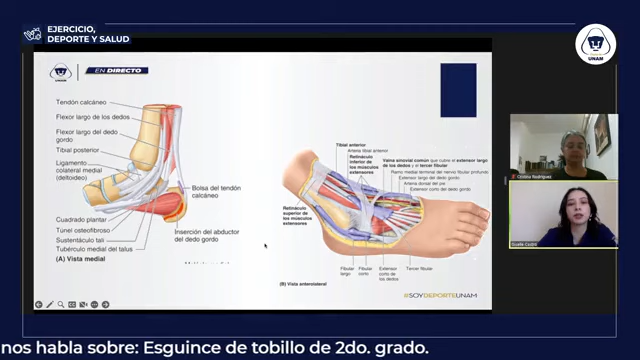 EJERCICIO,
DEPORTE Y SALUD
UNAM
EN DIRECTO
Tendón calcáneo
Flexor largo de los dedos
Flexor largo del dedo
gordo
Tibial posterior
Ligamento
colateral medial
(deltoideo)
Cuadrado plantar
Túnel osteofibroso
Sustentáculo tali
Tubérculo medial del talus
(A) Vista medial
Bolsa del tendón
calcáneo
Inserción del abductor
del dedo gordo
Tibial anterior
Arteria tibial anterior
Retináculo
inferior de
los músculos
extensores
Vaina sinovial común que cubre el extensor largo
de los dedos y el tercer fibular
Ramo medial terminal del nervio fibular profundo
Extensor largo del dedo gordo
Arteria dorsal del pie
Extensor corto del dedo gordo
Retináculo
superior de
los músculos
extensores
Fibular
largo
Fibular
corto
Extensor
corto de
los dedos
Tercer fibular
(B) Vista anterolateral
#SOYDEPORTEUNAM
Cristina Rodríguez
nos habla sobre: Esguince de tobillo de 2do. grado.